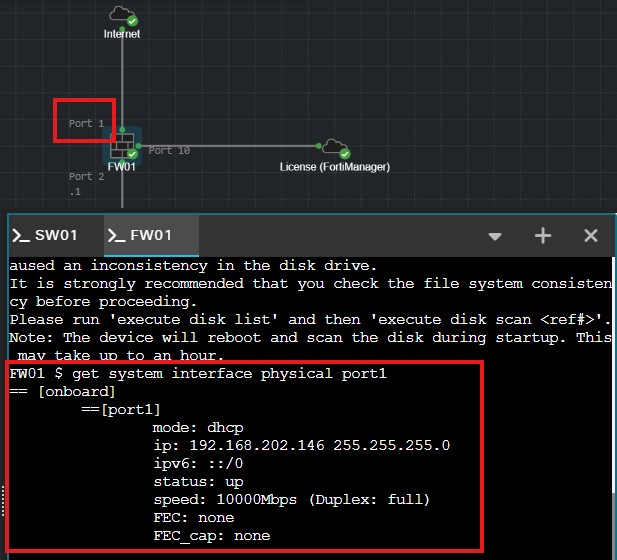 Internet
Port 1
Port 10
FW01
License (FortiManager)
Port 2
.1
SW01
FW01
aused an inconsistency in the disk drive.
It is strongly recommended that you check the file system consisten
cy before proceeding.
Please run 'execute disk list' and then 'execute disk scan <ref#>'.
Note: The device will reboot and scan the disk during startup. This
 may take up to an hour.
FW01 $ get system interface physical port1
== [onboard]
        ==[port1]
                mode: dhcp
                ip: 192.168.202.146 255.255.255.0
                ipv6: ::/0
                status: up
                speed: 10000Mbps (Duplex: full)
                FEC: none
                FEC_cap: none